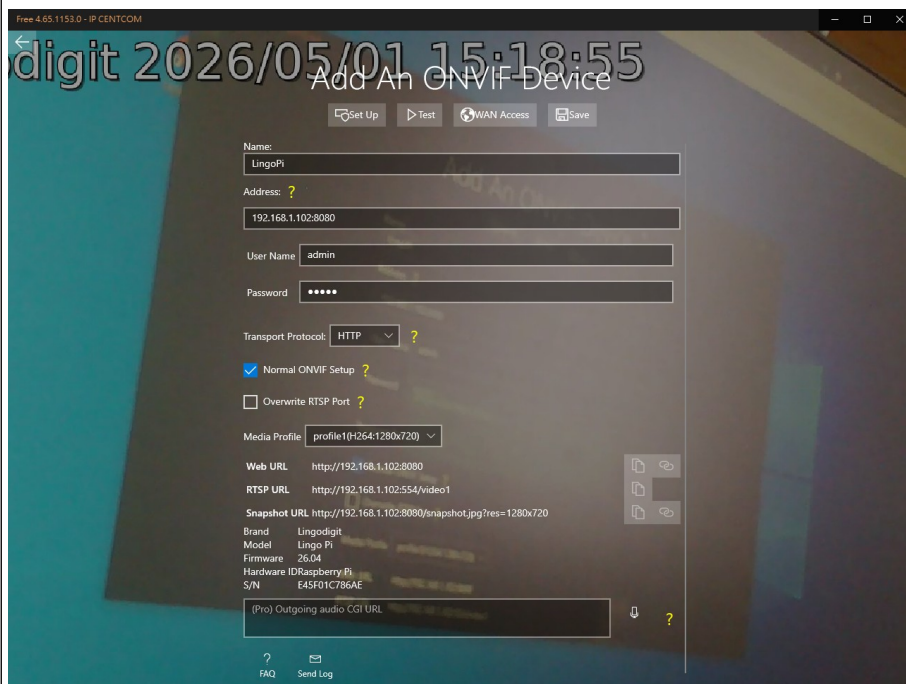 Free 4.65.1153.0 - IP CENTCOM
odigit 2026/05/01 15:18:55
Add An ONVIF Device
Set Up Test WAN Access Save
Name:
LingoPi
Address: ?
192.168.1.102:8080
User Name admin
Password •••••
Transport Protocol: HTTP ?
Normal ONVIF Setup ?
Overwrite RTSP Port ?
Media Profile profile1(H264:1280x720)
Web URL http://192.168.1.102:8080
RTSP URL http://192.168.1.102:554/video1
Snapshot URL http://192.168.1.102:8080/snapshot.jpg?res=1280x720
Brand Lingodigit
Model Lingo Pi
Firmware 26.04
Hardware IDRaspberry Pi
S/N E45F01C786AE
(Pro) Outgoing audio CGI URL
?
?
FAQ Send Log
Add An ONVIF